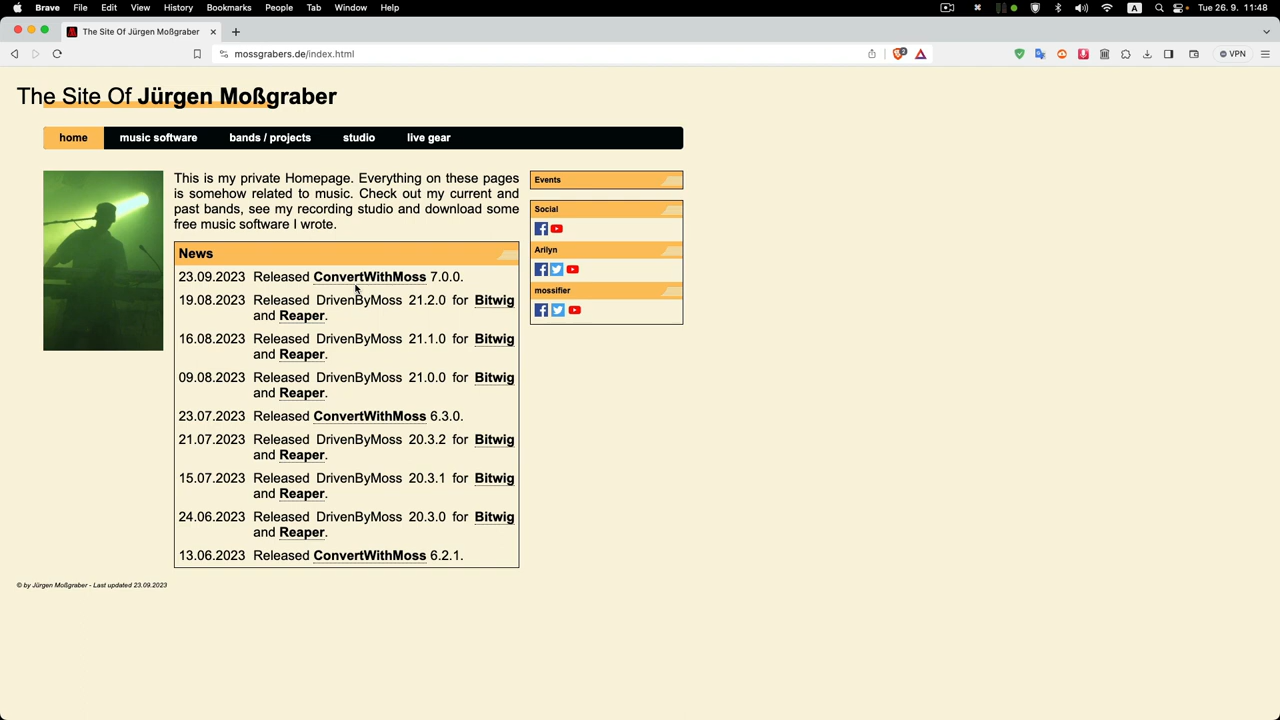 Brave File Edit View History Bookmarks People Tab Window Help
A
Tue 26. 9. 11:48
The Site Of Jürgen Moßgraber
mossgrabers.de/index.html
VPN
The Site Of Jürgen Moßgraber
home music software bands / projects studio live gear
This is my private Homepage. Everything on these pages
is somehow related to music. Check out my current and
past bands, see my recording studio and download some
free music software I wrote.
News
23.09.2023 Released ConvertWithMoss 7.0.0.
19.08.2023 Released DrivenByMoss 21.2.0 for Bitwig
and Reaper.
16.08.2023 Released DrivenByMoss 21.1.0 for Bitwig
and Reaper.
09.08.2023 Released DrivenByMoss 21.0.0 for Bitwig
and Reaper.
23.07.2023 Released ConvertWithMoss 6.3.0.
21.07.2023 Released DrivenByMoss 20.3.2 for Bitwig
and Reaper.
15.07.2023 Released DrivenByMoss 20.3.1 for Bitwig
and Reaper.
24.06.2023 Released DrivenByMoss 20.3.0 for Bitwig
and Reaper.
13.06.2023 Released ConvertWithMoss 6.2.1.
Events
Social
Arilyn
mossifier
© by Jürgen Moßgraber - Last updated 23.09.2023